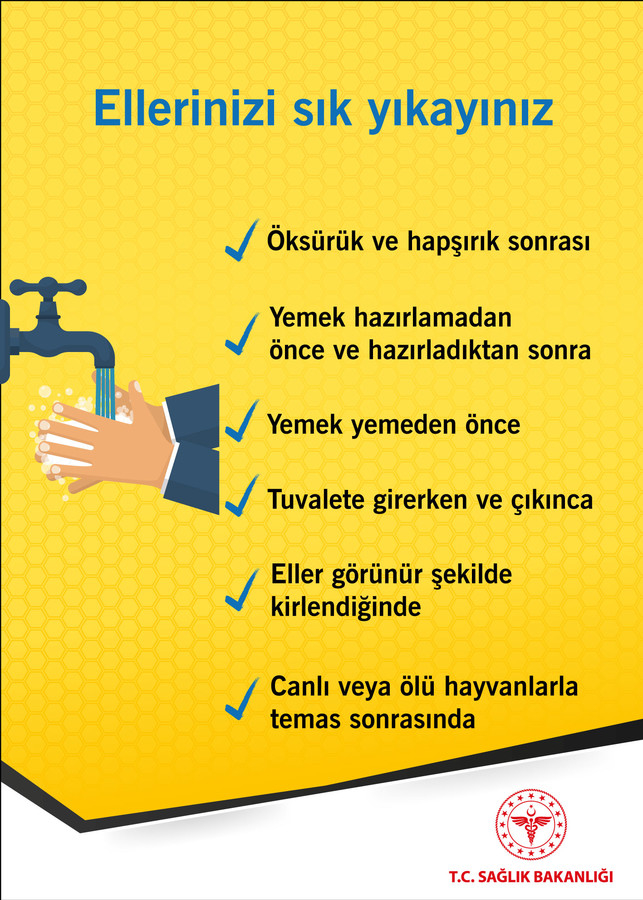 Ellerinizi sık yıkayınız
Öksürük ve hapşırık sonrası
Yemek hazırlamadan
önce ve hazırladıktan sonra
Yemek yemeden önce
Tuvalete girerken ve çıkınca
Eller görünür şekilde
kirlendiğinde
Canlı veya ölü hayvanlarla
temas sonrasında
T.C. SAĞLIK BAKANLIĞI